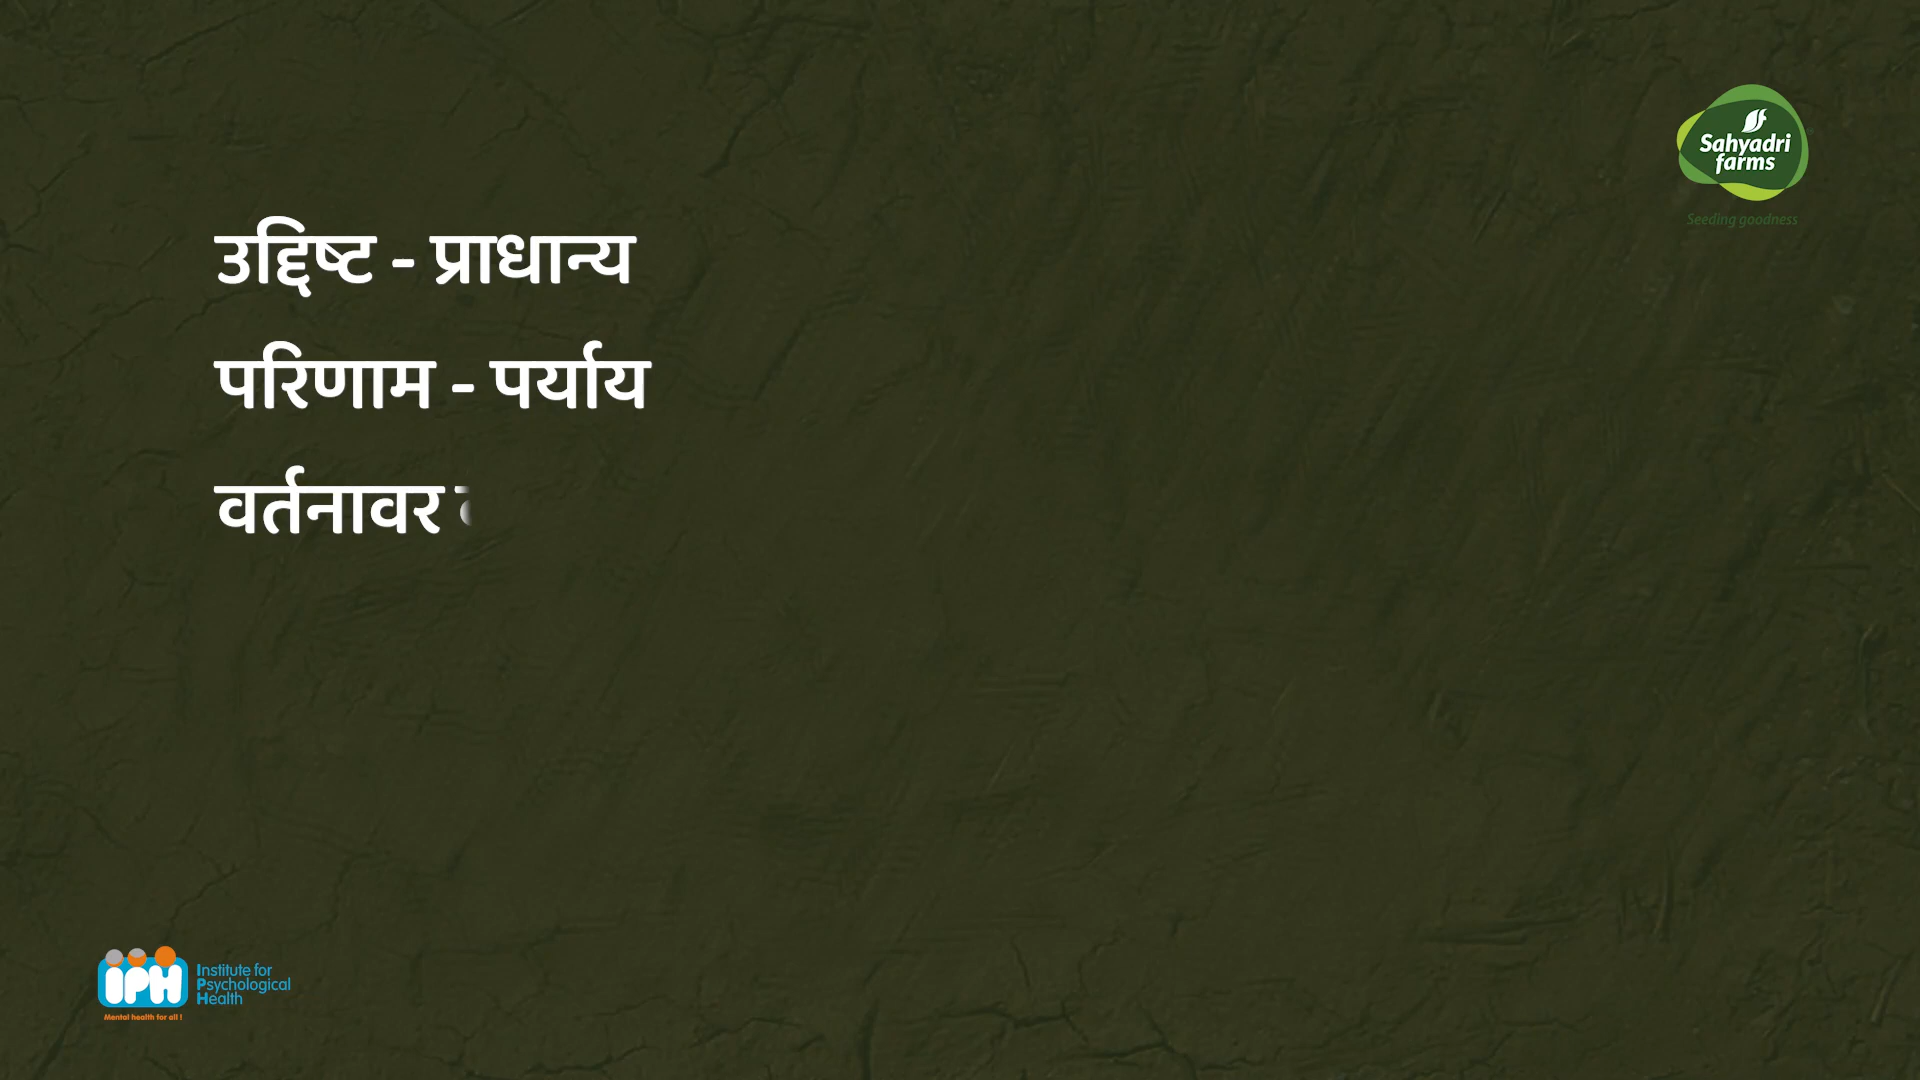 Sahyadri
farms
Seeding goodness
उद्दिष्ट - प्राधान्य
परिणाम - पर्याय
वर्तनावर
IPH
Institute for
Psychological
Health
Mental health for all !